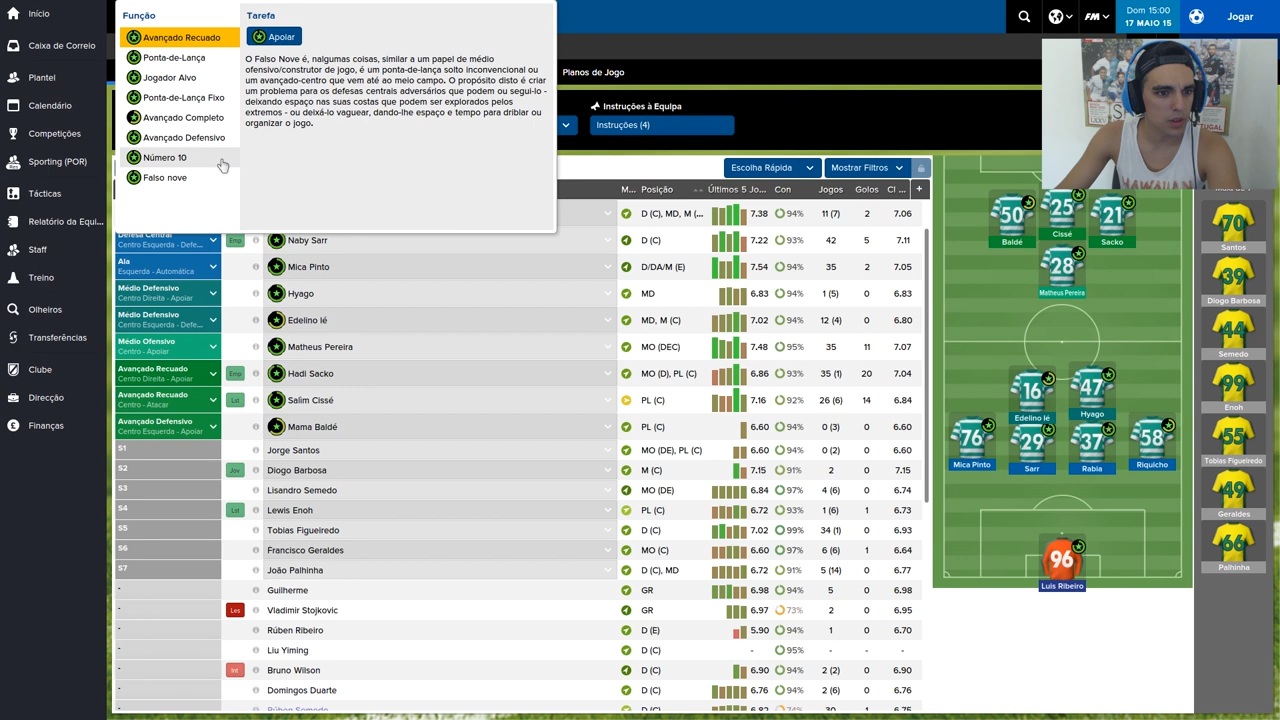 Início
Caixa de Correio
Plantel
Calendário
Competições
Sporting (POR)
Tácticas
Relatório da Equi...
Staff
Treino
Olheiros
Transferências
Clube
Direcção
Finanças
Função
Avançado Recuado
Ponta-de-Lança
Jogador Alvo
Ponta-de-Lança Fixo
Avançado Completo
Avançado Defensivo
Número 10
Falso nove
Tarefa
Apoiar
O Falso Nove é, nalgumas coisas, similar a um papel de médio
ofensivo/construtor de jogo, é um ponta-de-lança solto inconvencional ou
um avançado-centro que vem até ao meio campo. O propósito disto é criar
um problema para os defesas centrais adversários que podem ou segui-lo -
deixando espaço nas suas costas que podem ser explorados pelos
extremos - ou deixá-lo vaguear, dando-lhe espaço e tempo para driblar ou
organizar o jogo.
FM
Dom 15:00
17 MAIO 15
Jogar
Planos de Jogo
Instruções à Equipa
Instruções (4)
Escolha Rápida
Mostrar Filtros
M... Posição Últimos 5 Jo... Con Jogos Golos Cl ... +
D (C), MD, M (... 7.38 94% 11 (7) 2 7.06
Defesa Central
Centro Esquerda - Defe...
Emp Naby Sarr D (C) 7.22 93% 42 5 7.11
Ala
Esquerda - Automática
Mica Pinto D/DA/M (E) 7.54 94% 35 2 7.05
Médio Defensivo
Centro Direita - Apoiar
Hyago MD 6.83 94% 1 (5) 0 6.83
Médio Defensivo
Centro Esquerda - Defe...
Edelino Ié MD, M (C) 7.02 94% 12 (4) 0 6.80
Médio Ofensivo
Centro - Apoiar
Matheus Pereira MO (DEC) 7.48 95% 35 11 7.07
Avançado Recuado
Centro Direita - Apoiar
Emp Hadi Sacko MO (D), PL (C) 6.86 93% 35 (1) 20 7.04
Avançado Recuado
Centro - Atacar
Lst Salim Cissé PL (C) 7.16 92% 26 (6) 14 6.84
Avançado Defensivo
Centro Esquerda - Apoiar
Mama Baldé PL (C) 6.60 94% 0 (3) 0 6.60
S1 Jorge Santos MO (DE), PL (C) 6.60 94% 0 (2) 0 6.60
S2 Jov Diogo Barbosa M (C) 7.15 91% 2 0 7.15
S3 Lisandro Semedo MO (DE) 6.84 97% 4 (6) 0 6.74
S4 Lst Lewis Enoh PL (C) 6.72 93% 1 (6) 1 6.73
S5 Tobias Figueiredo D (C) 7.02 99% 34 (1) 0 6.93
S6 Francisco Geraldes MO (C) 6.60 97% 6 (6) 1 6.64
S7 João Palhinha D (C), MD 6.72 91% 5 (14) 0 6.77
- Guilherme GR 6.98 94% 5 0 6.98
- Les Vladimir Stojkovic GR 6.97 73% 2 0 6.95
- Rúben Ribeiro D (E) 5.90 94% 1 0 6.70
- Liu Yiming D (C) - 95% - - -
- Int Bruno Wilson D (C) 6.90 94% 2 (2) 0 6.90
- Domingos Duarte D (C) 6.76 94% 2 (6) 0 6.76
Rúben Semedo D (C) 6.82 74% 30 1 6.75
50
Baldé
25
Cissé
21
Sacko
28
Matheus Pereira
16
Edelino Ié
47
Hyago
76
Mica Pinto
29
Sarr
37
Rabia
58
Riquicho
96
Luis Ribeiro
70
Santos
39
Diogo Barbosa
44
Semedo
99
Enoh
55
Tobias Figueiredo
49
Geraldes
66
Palhinha